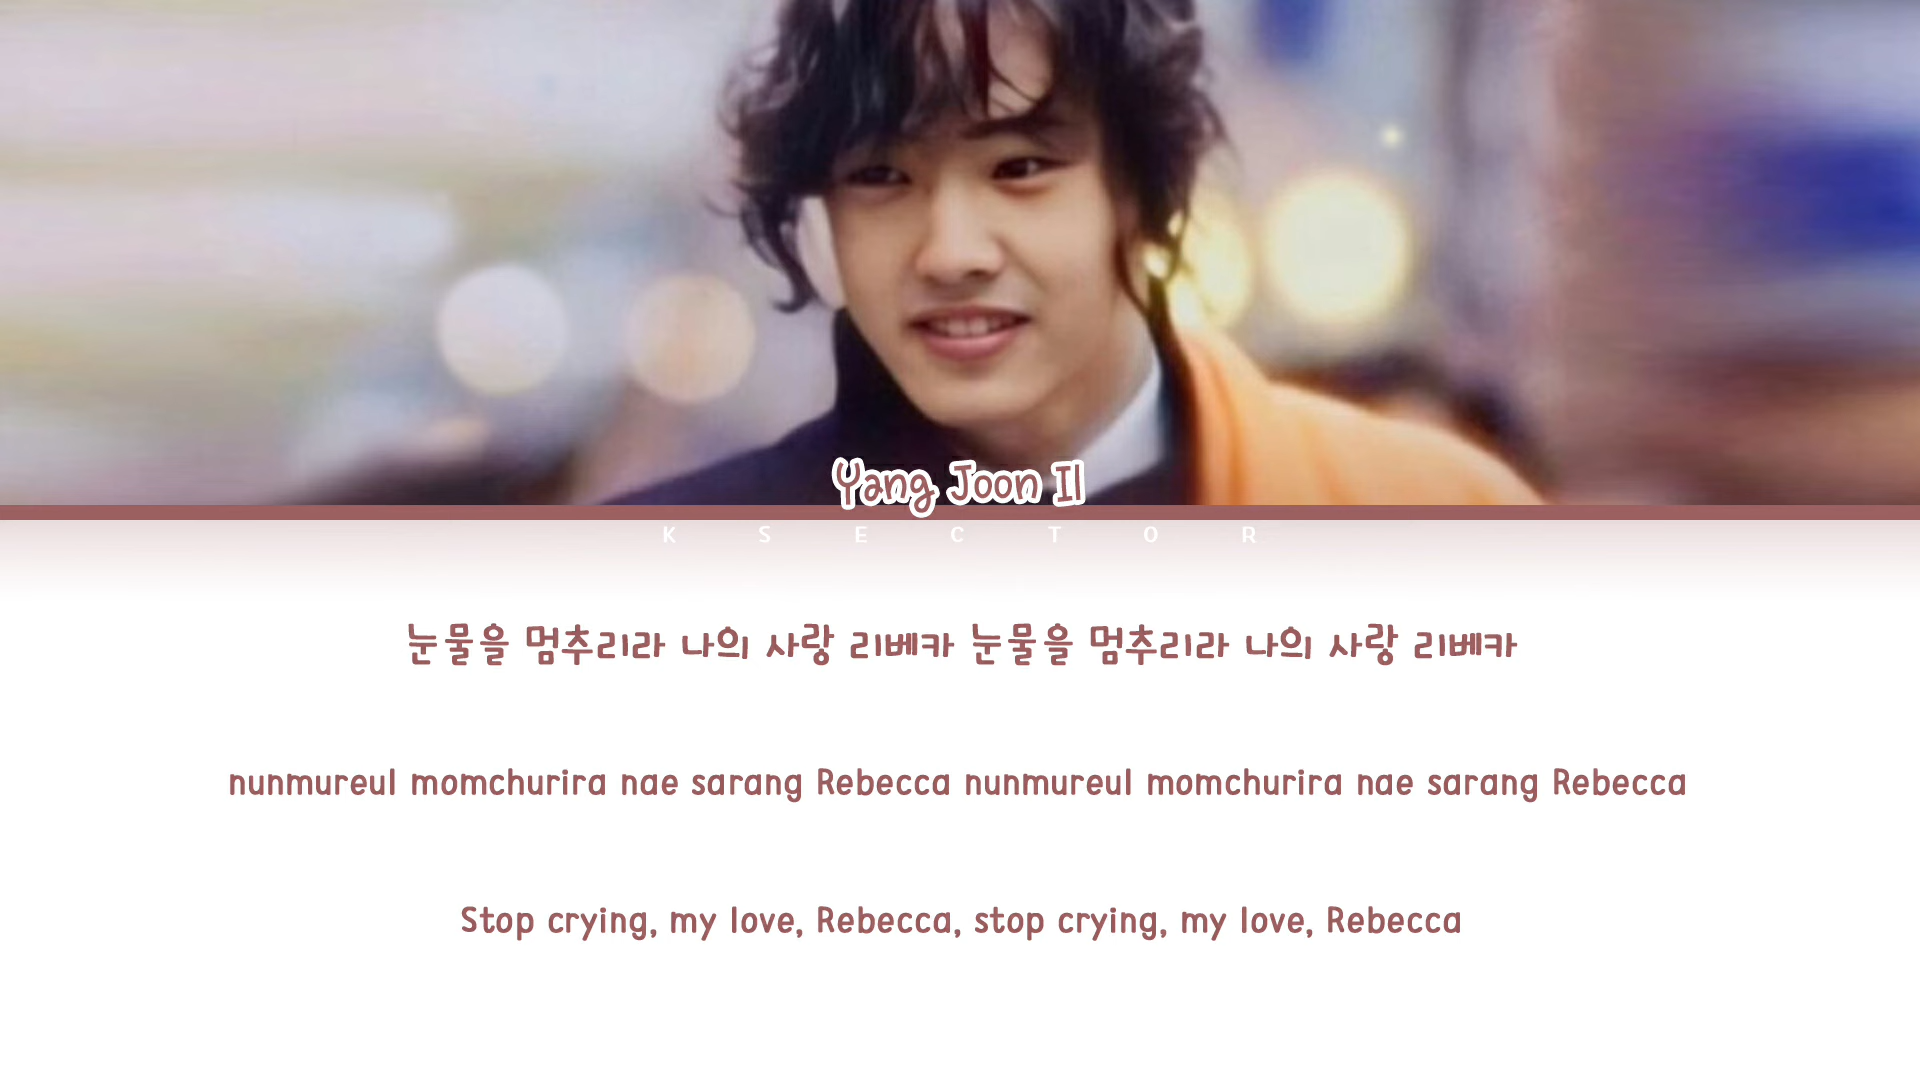 Yang Joon Il
K S E C T O R
눈물을 멈추리라 나의 사랑 리베카 눈물을 멈추리라 나의 사랑 리베카
nunmureul momchurira nae sarang Rebecca nunmureul momchurira nae sarang Rebecca
Stop crying, my love, Rebecca, stop crying, my love, Rebecca